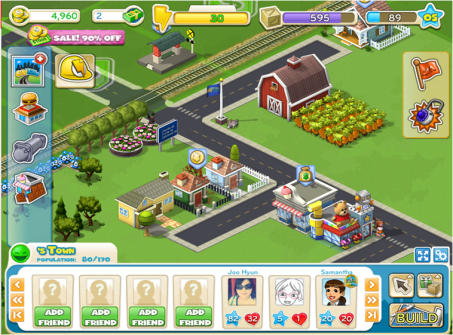 4,960
2
30
595
89
05
SALE! 90% OFF
'S TOWN
POPULATION: 80/170
Joo Hyun
Samantha
ADD FRIEND
ADD FRIEND
ADD FRIEND
ADD FRIEND
82 32
5 1
20 20
BUILD